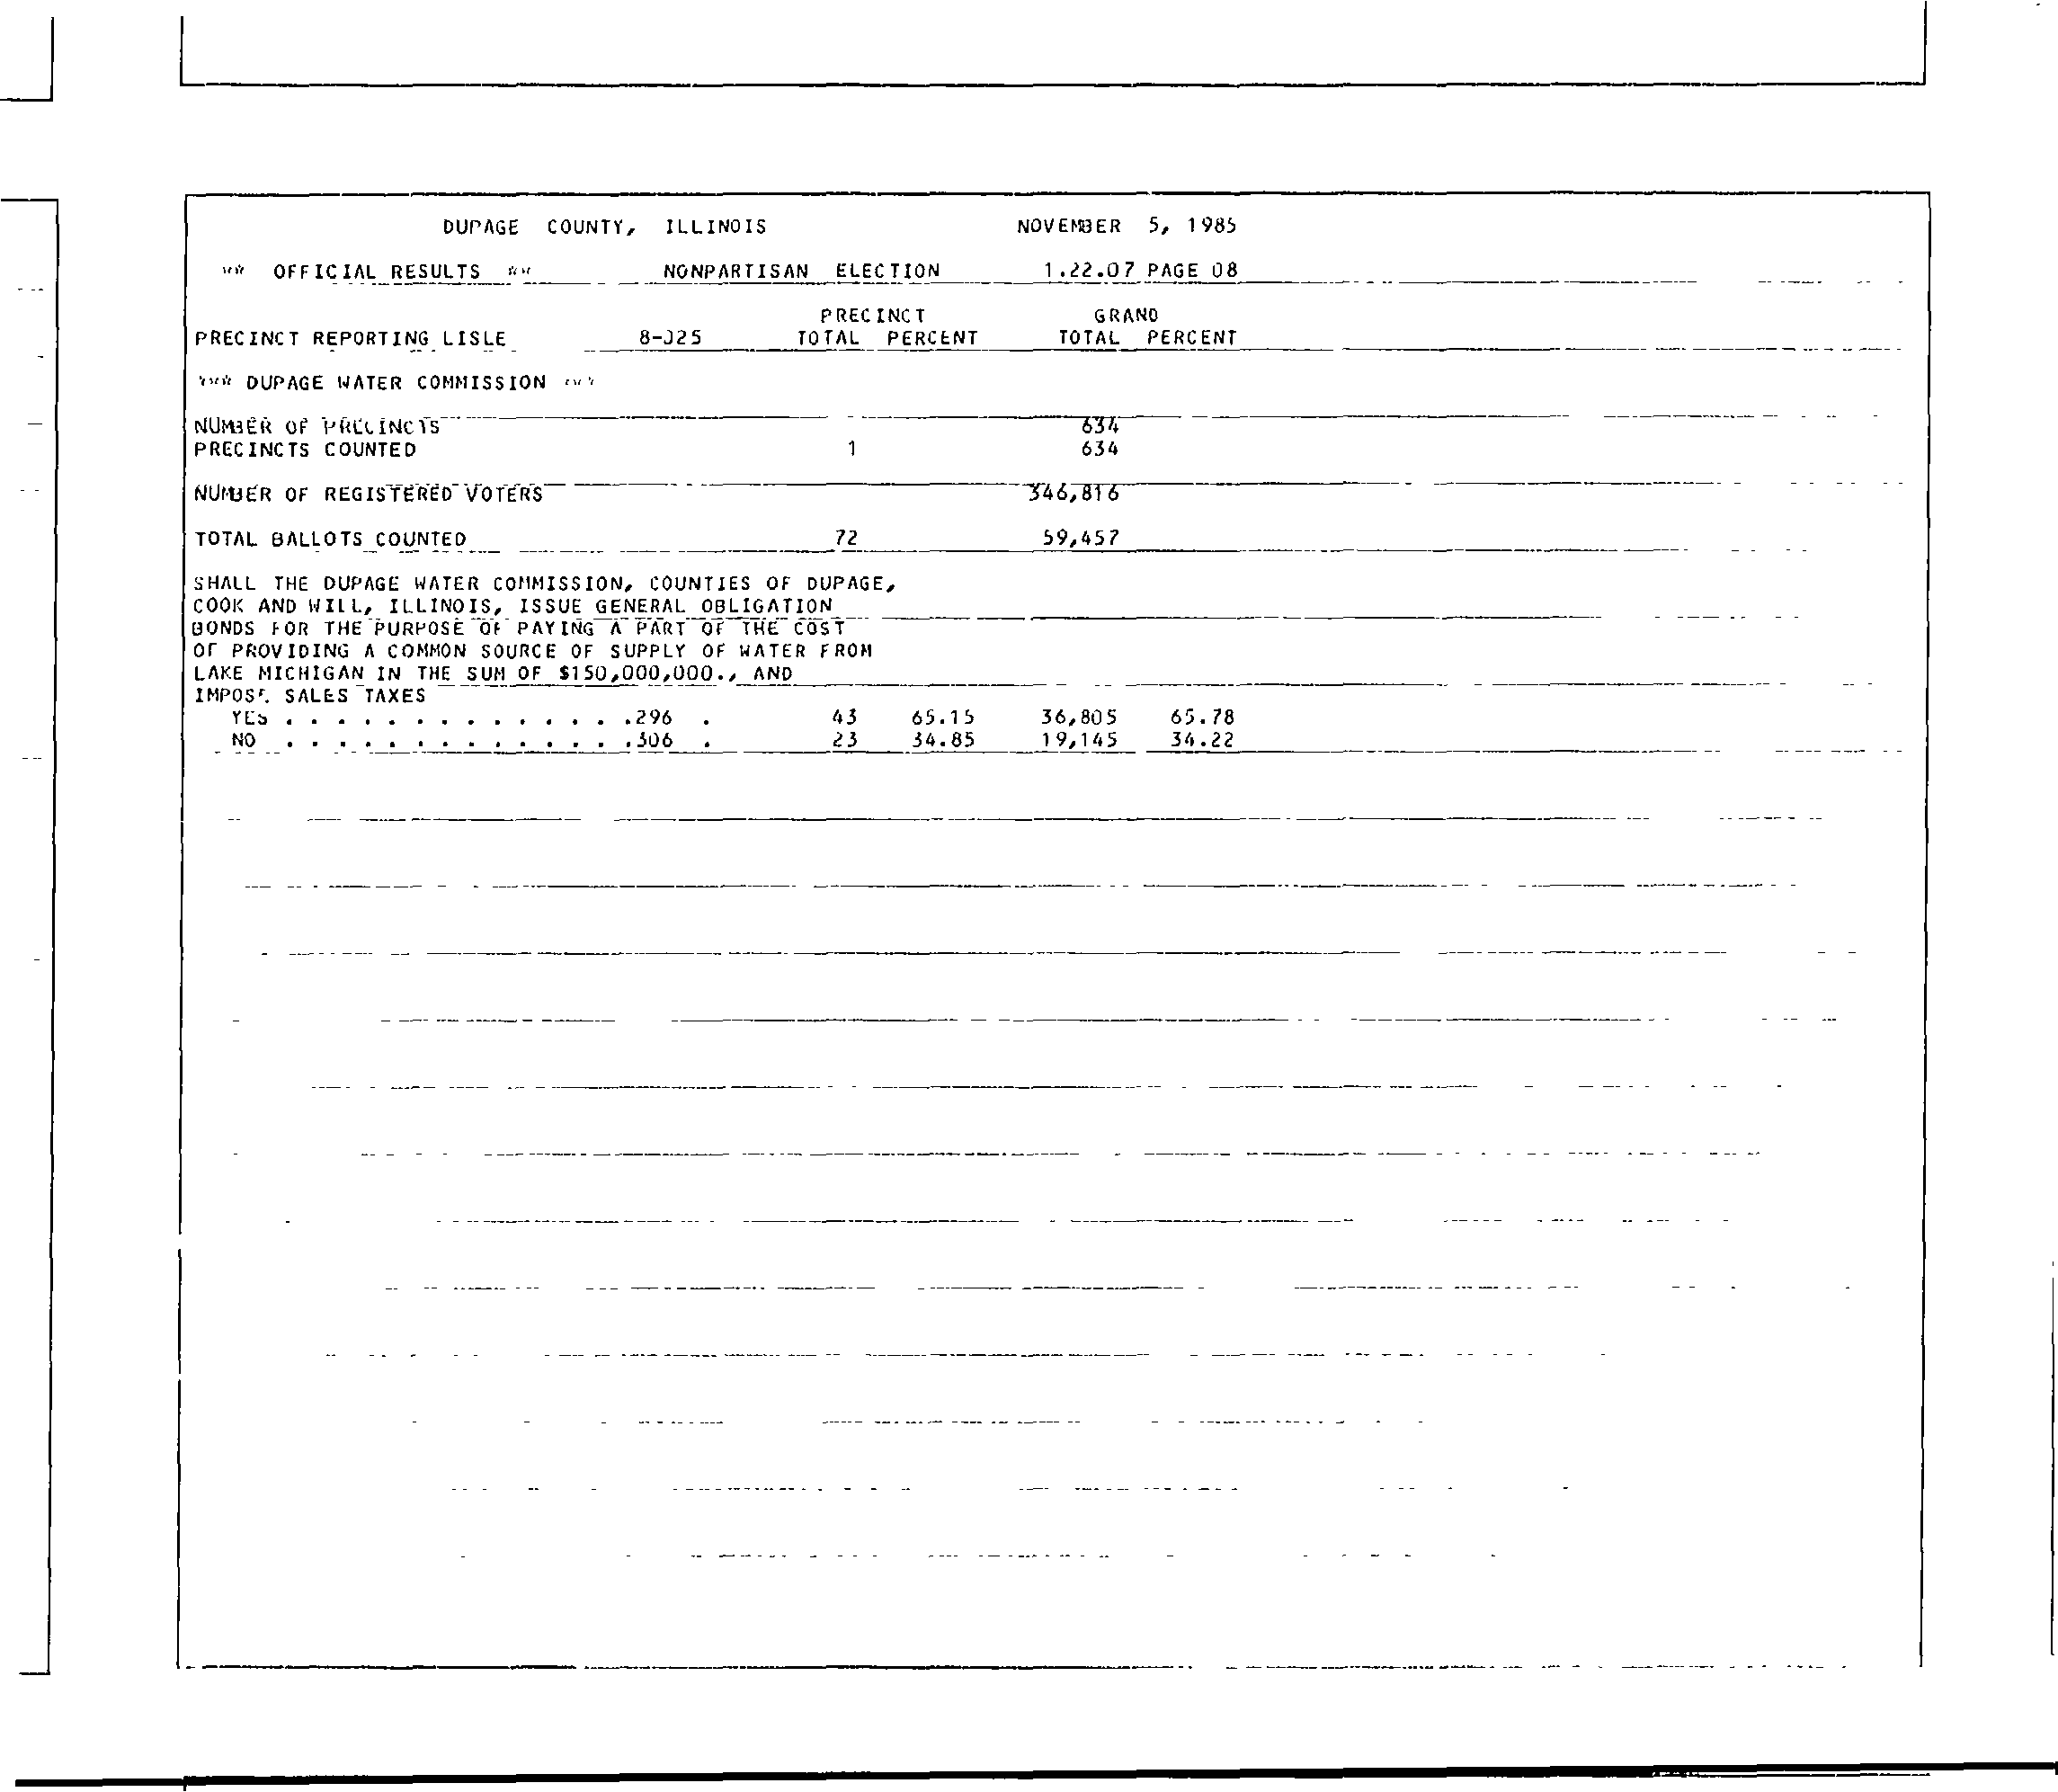 DUPAGE COUNTY, ILLINOIS NOVEMBER 5, 1985
** OFFICIAL RESULTS ** NONPARTISAN ELECTION 1.22.07 PAGE 08
PRECINCT GRAND
PRECINCT REPORTING LISLE 8-025 TOTAL PERCENT TOTAL PERCENT
*** DUPAGE WATER COMMISSION ***
NUMBER OF PRECINCTS 634
PRECINCTS COUNTED 1 634
NUMBER OF REGISTERED VOTERS 346,816
TOTAL BALLOTS COUNTED 72 59,457
SHALL THE DUPAGE WATER COMMISSION, COUNTIES OF DUPAGE,
COOK AND WILL, ILLINOIS, ISSUE GENERAL OBLIGATION
BONDS FOR THE PURPOSE OF PAYING A PART OF THE COST
OF PROVIDING A COMMON SOURCE OF SUPPLY OF WATER FROM
LAKE MICHIGAN IN THE SUM OF $150,000,000., AND
IMPOSE SALES TAXES
YES . . . . . . . . . . . . . .296 . 43 65.15 36,805 65.78
NO . . . . . . . . . . . . . .306 . 23 34.85 19,145 34.22